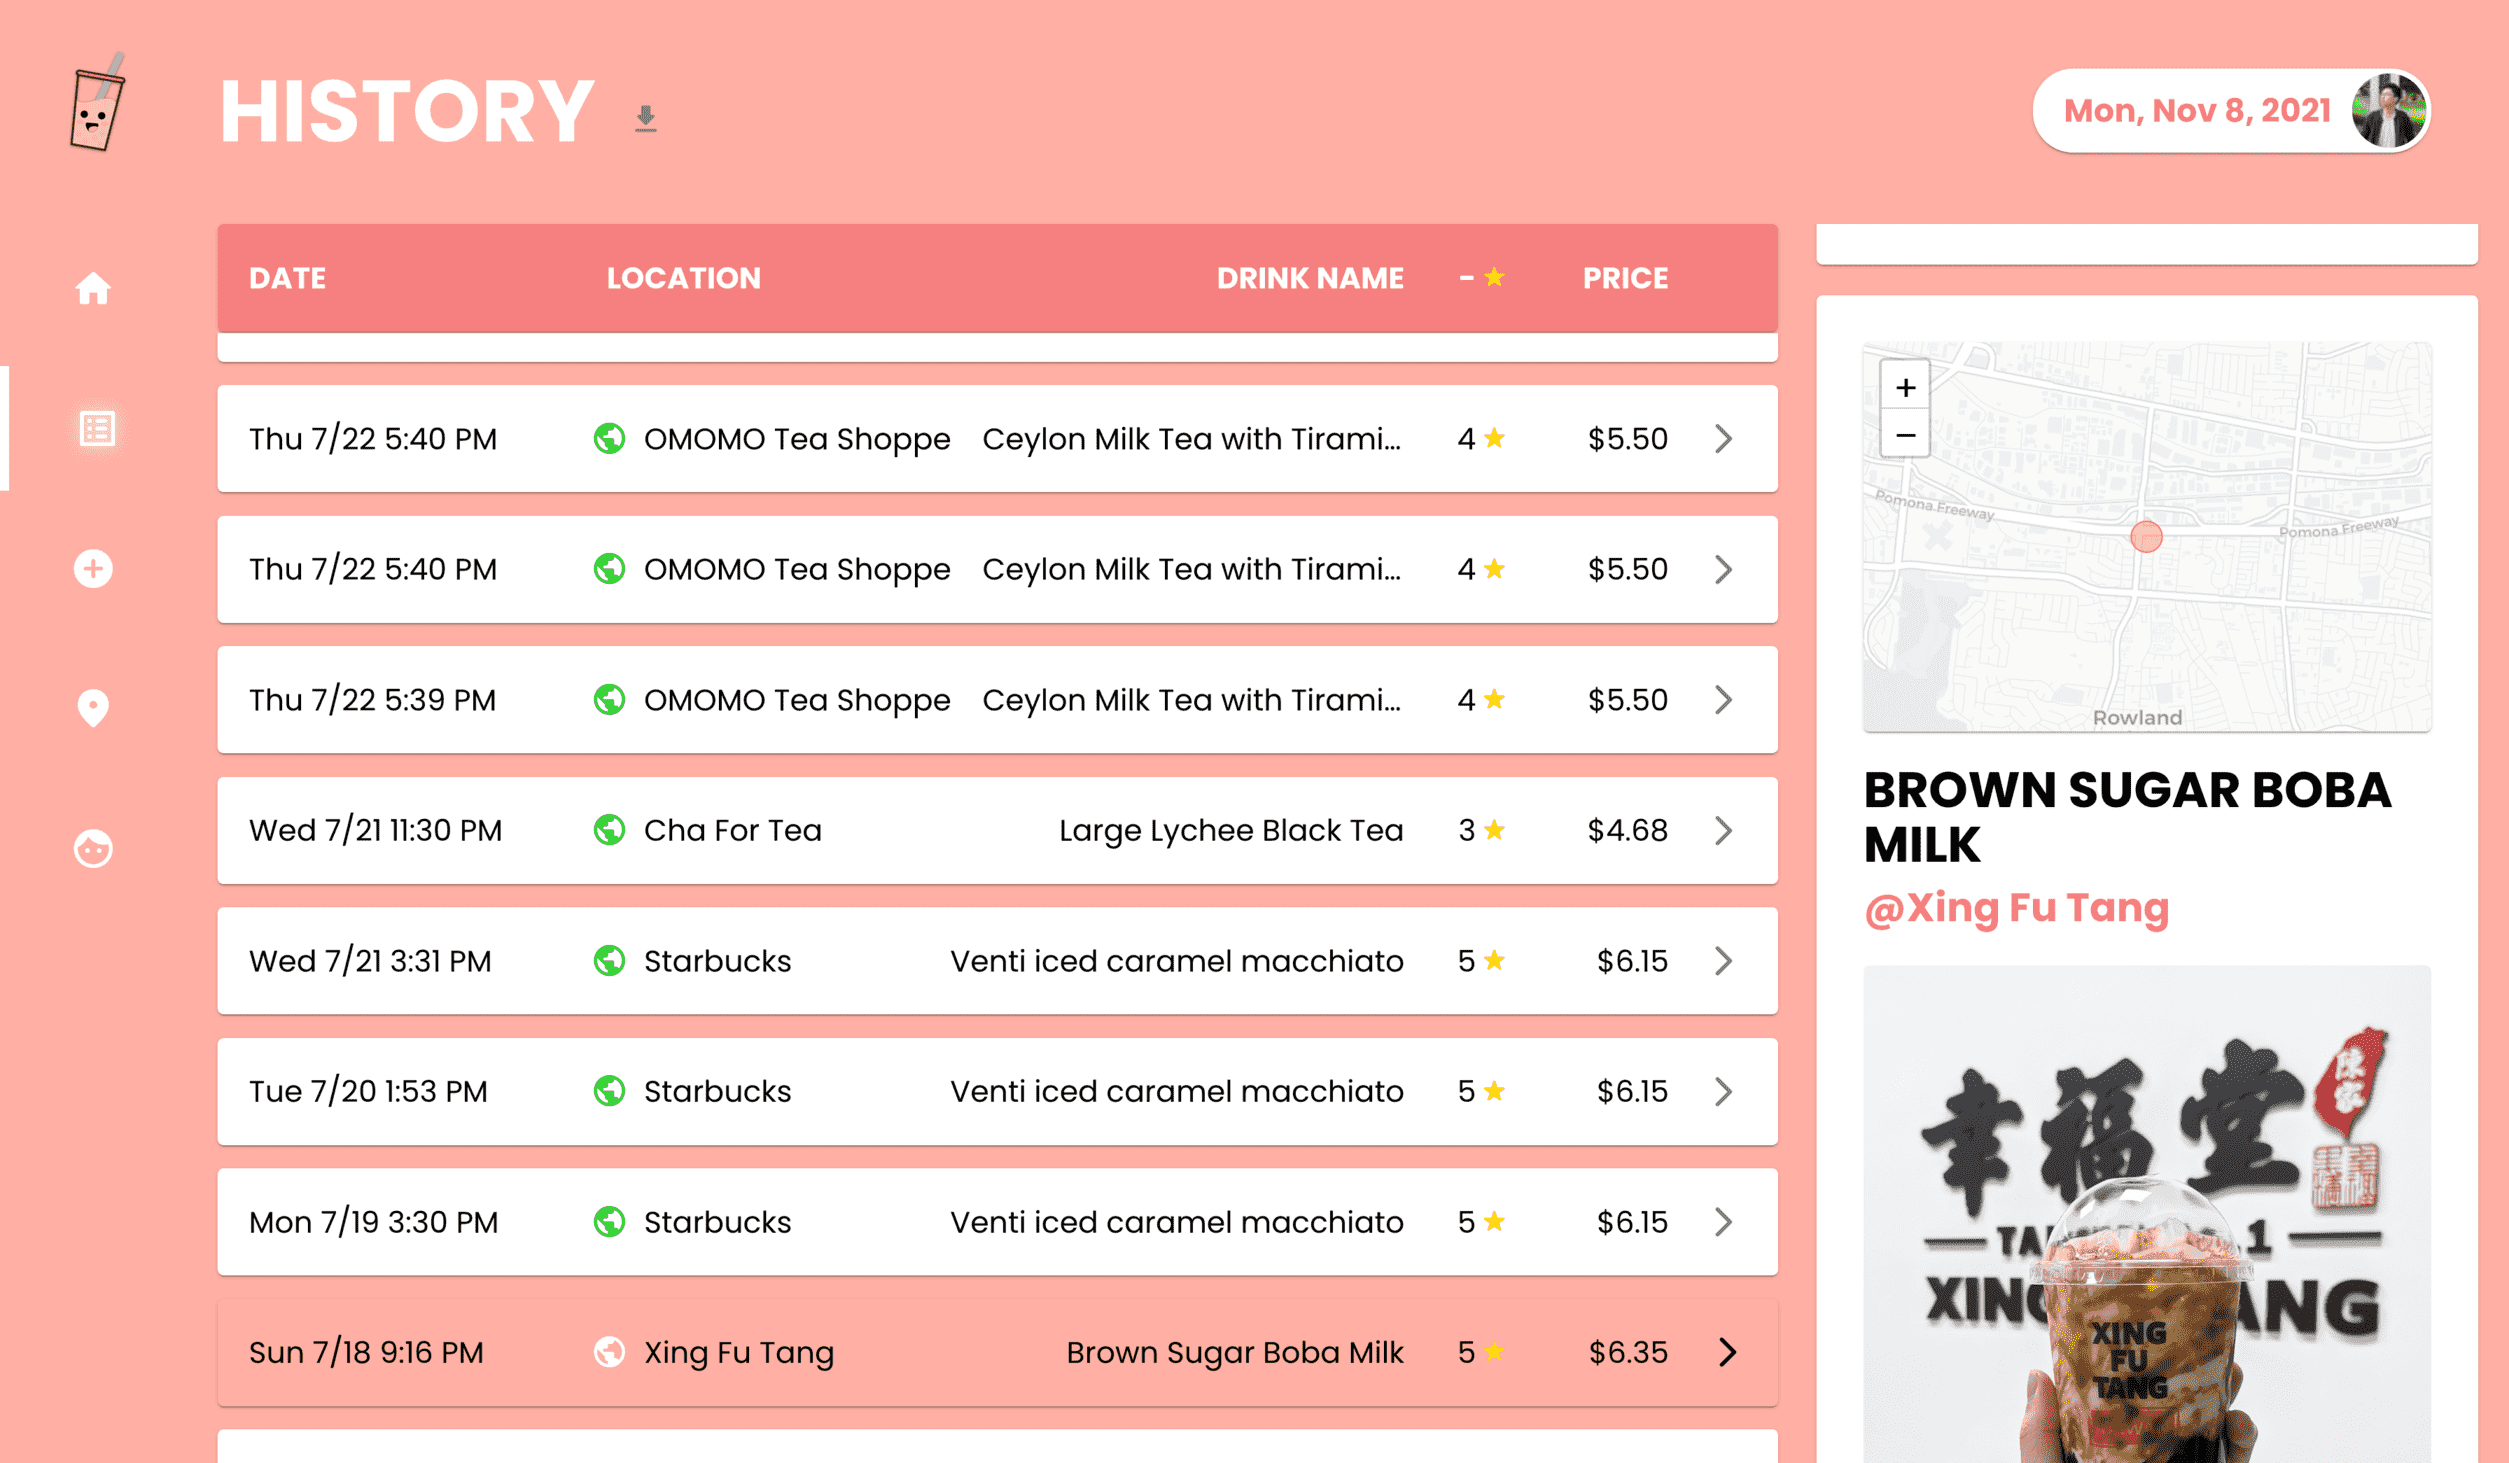 HISTORY
Mon, Nov 8, 2021
DATE LOCATION DRINK NAME - ★ PRICE
Thu 7/22 5:40 PM OMOMO Tea Shoppe Ceylon Milk Tea with Tirami... 4 ★ $5.50
Thu 7/22 5:40 PM OMOMO Tea Shoppe Ceylon Milk Tea with Tirami... 4 ★ $5.50
Thu 7/22 5:39 PM OMOMO Tea Shoppe Ceylon Milk Tea with Tirami... 4 ★ $5.50
Wed 7/21 11:30 PM Cha For Tea Large Lychee Black Tea 3 ★ $4.68
Wed 7/21 3:31 PM Starbucks Venti iced caramel macchiato 5 ★ $6.15
Tue 7/20 1:53 PM Starbucks Venti iced caramel macchiato 5 ★ $6.15
Mon 7/19 3:30 PM Starbucks Venti iced caramel macchiato 5 ★ $6.15
Sun 7/18 9:16 PM Xing Fu Tang Brown Sugar Boba Milk 5 ★ $6.35
+
−
Pomona Freeway
Pomona Freeway
Rowland
BROWN SUGAR BOBA
MILK
@Xing Fu Tang
幸福堂
陳家
1
XING
FU
TANG